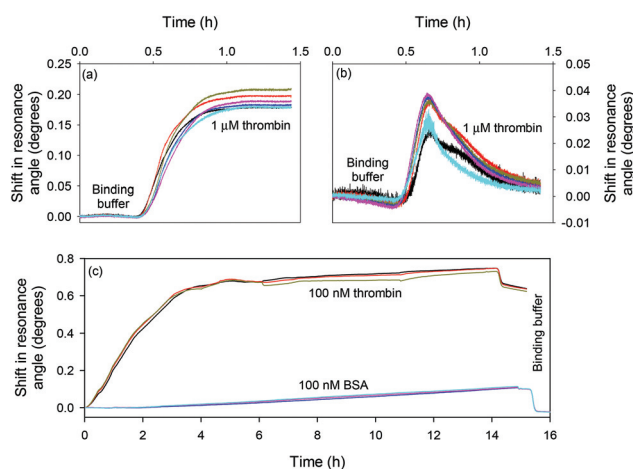 Time (h)
Time (h)
0.0 0.5 1.0 1.5
0.0 0.5 1.0 1.5
0.25
0.20
0.15
0.10
0.05
0.00
Shift in resonance
angle (degrees)
(a)
1 µM thrombin
Binding
buffer
(b)
1 µM thrombin
Binding
buffer
0.05
0.04
0.03
0.02
0.01
0.00
-0.01
Shift in resonance
angle (degrees)
0.8
0.6
0.4
0.2
0.0
Shift in resonance
angle (degrees)
(c)
100 nM thrombin
100 nM BSA
Binding buffer
0 2 4 6 8 10 12 14 16
Time (h)